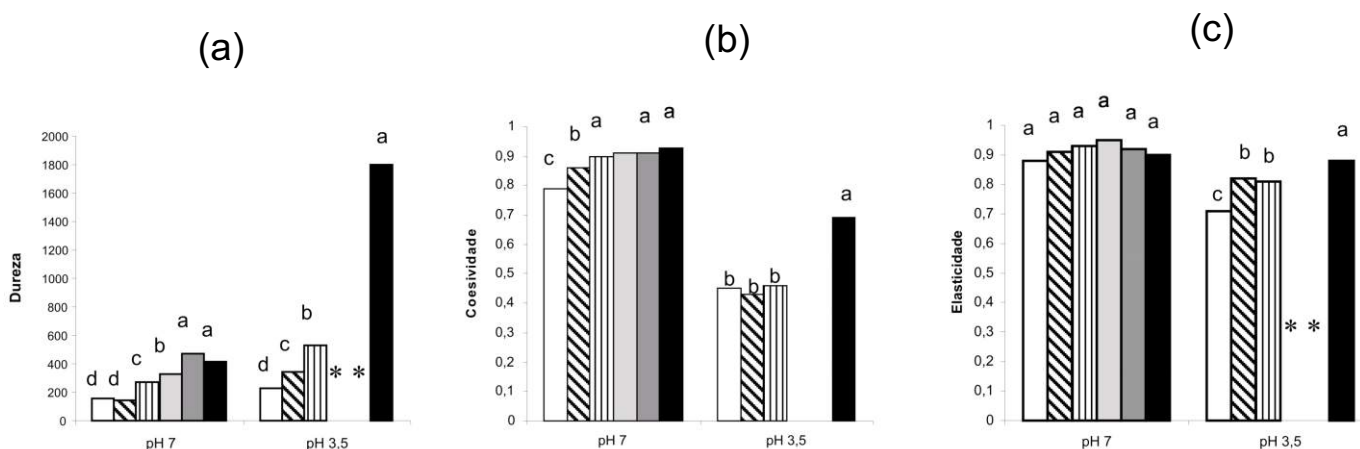 (a)
Dureza
2000
1800
1600
1400
1200
1000
800
600
400
200
0
d d c b a a
d c b * * a
pH 7 pH 3,5
(b)
Coesividade
1
0,9
0,8
0,7
0,6
0,5
0,4
0,3
0,2
0,1
0
c b a a a
b b b a
pH 7 pH 3,5
(c)
Elasticidade
1
0,9
0,8
0,7
0,6
0,5
0,4
0,3
0,2
0,1
0
a a a a a a
c b b * * a
pH 7 pH 3,5